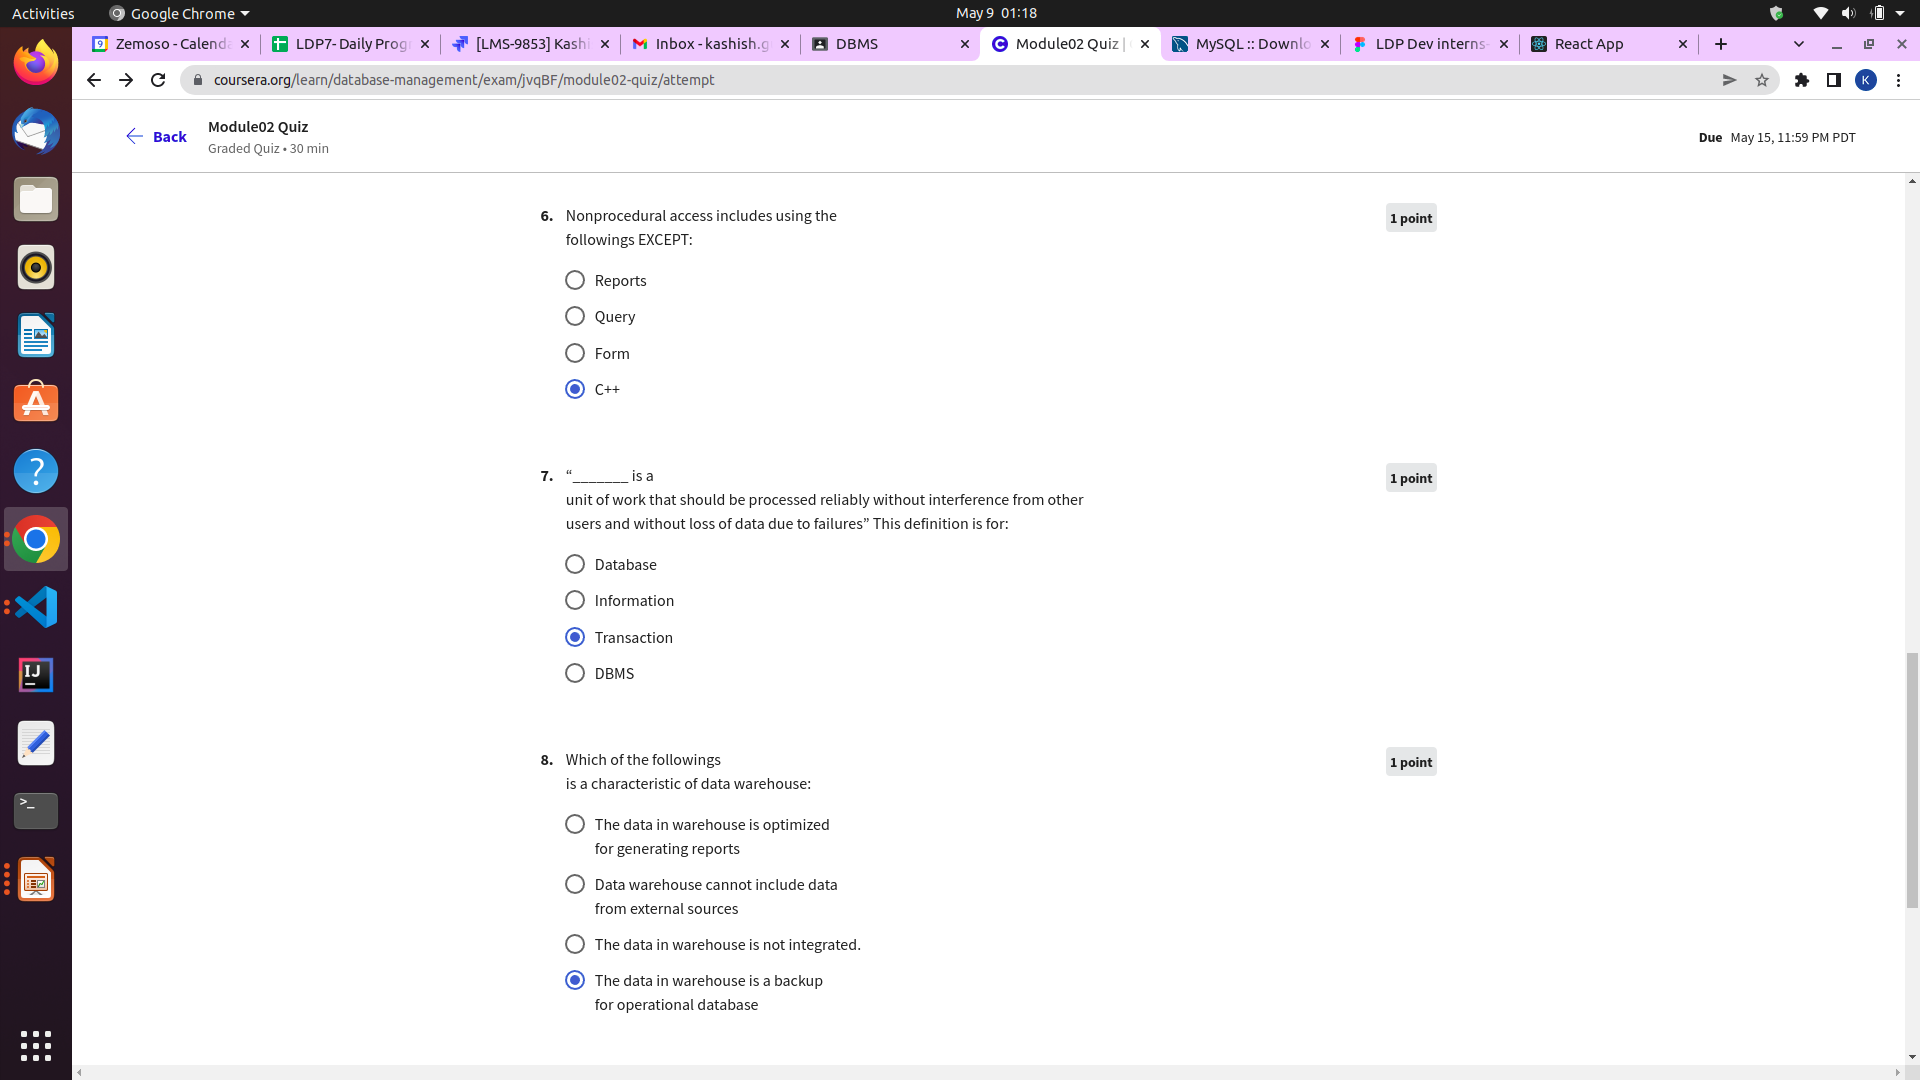 Activities
Google Chrome
May 9 01:18
Zemoso - Calenda
LDP7- Daily Progr
[LMS-9853] Kashi
Inbox - kashish.g
DBMS
Module02 Quiz |
MySQL :: Downlo
LDP Dev interns-
React App
coursera.org/learn/database-management/exam/jvqBF/module02-quiz/attempt
K
Back
Module02 Quiz
Graded Quiz • 30 min
Due May 15, 11:59 PM PDT
6. Nonprocedural access includes using the
followings EXCEPT:
1 point
Reports
Query
Form
C++
7. “_______ is a
unit of work that should be processed reliably without interference from other
users and without loss of data due to failures” This definition is for:
1 point
Database
Information
Transaction
DBMS
8. Which of the followings
is a characteristic of data warehouse:
1 point
The data in warehouse is optimized
for generating reports
Data warehouse cannot include data
from external sources
The data in warehouse is not integrated.
The data in warehouse is a backup
for operational database